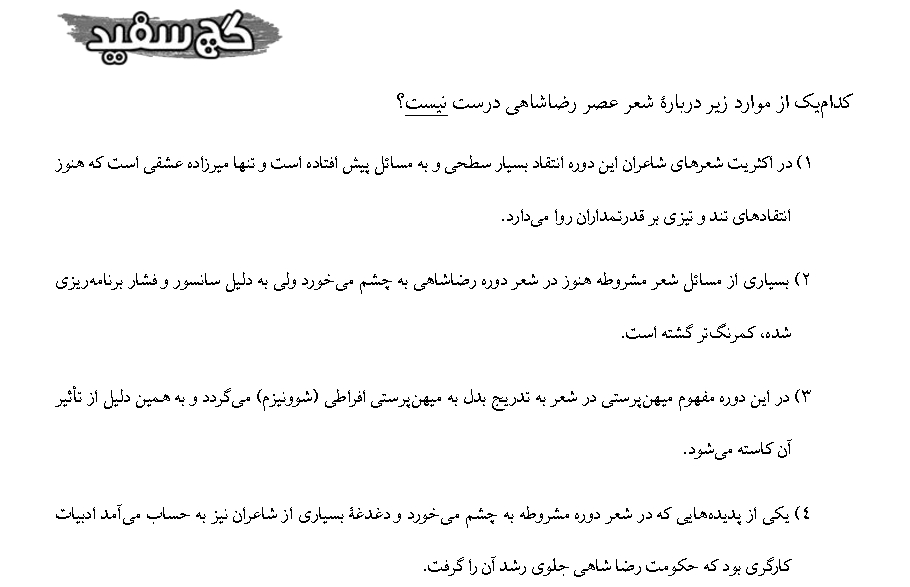 گچ سفید
کدام‌یک از موارد زیر دربارهٔ شعر عصر رضاشاهی درست نیست؟
۱) در اکثریت شعرهای شاعران این دوره انتقاد بسیار سطحی و به مسائل پیش افتاده است و تنها میرزاده عشقی است که هنوز
انتقادهای تند و تیزی بر قدرتمداران روا می‌دارد.
۲) بسیاری از مسائل شعر مشروطه هنوز در شعر دوره رضاشاهی به چشم می‌خورد ولی به دلیل سانسور و فشار برنامه‌ریزی
شده، کمرنگ‌تر گشته است.
۳) در این دوره مفهوم میهن‌پرستی در شعر به تدریج بدل به میهن‌پرستی افراطی (شوونیزم) می‌گردد و به همین دلیل از تأثیر
آن کاسته می‌شود.
۴) یکی از پدیده‌هایی که در شعر دوره مشروطه به چشم می‌خورد و دغدغهٔ بسیاری از شاعران نیز به حساب می‌آمد ادبیات
کارگری بود که حکومت رضا شاهی جلوی رشد آن را گرفت.